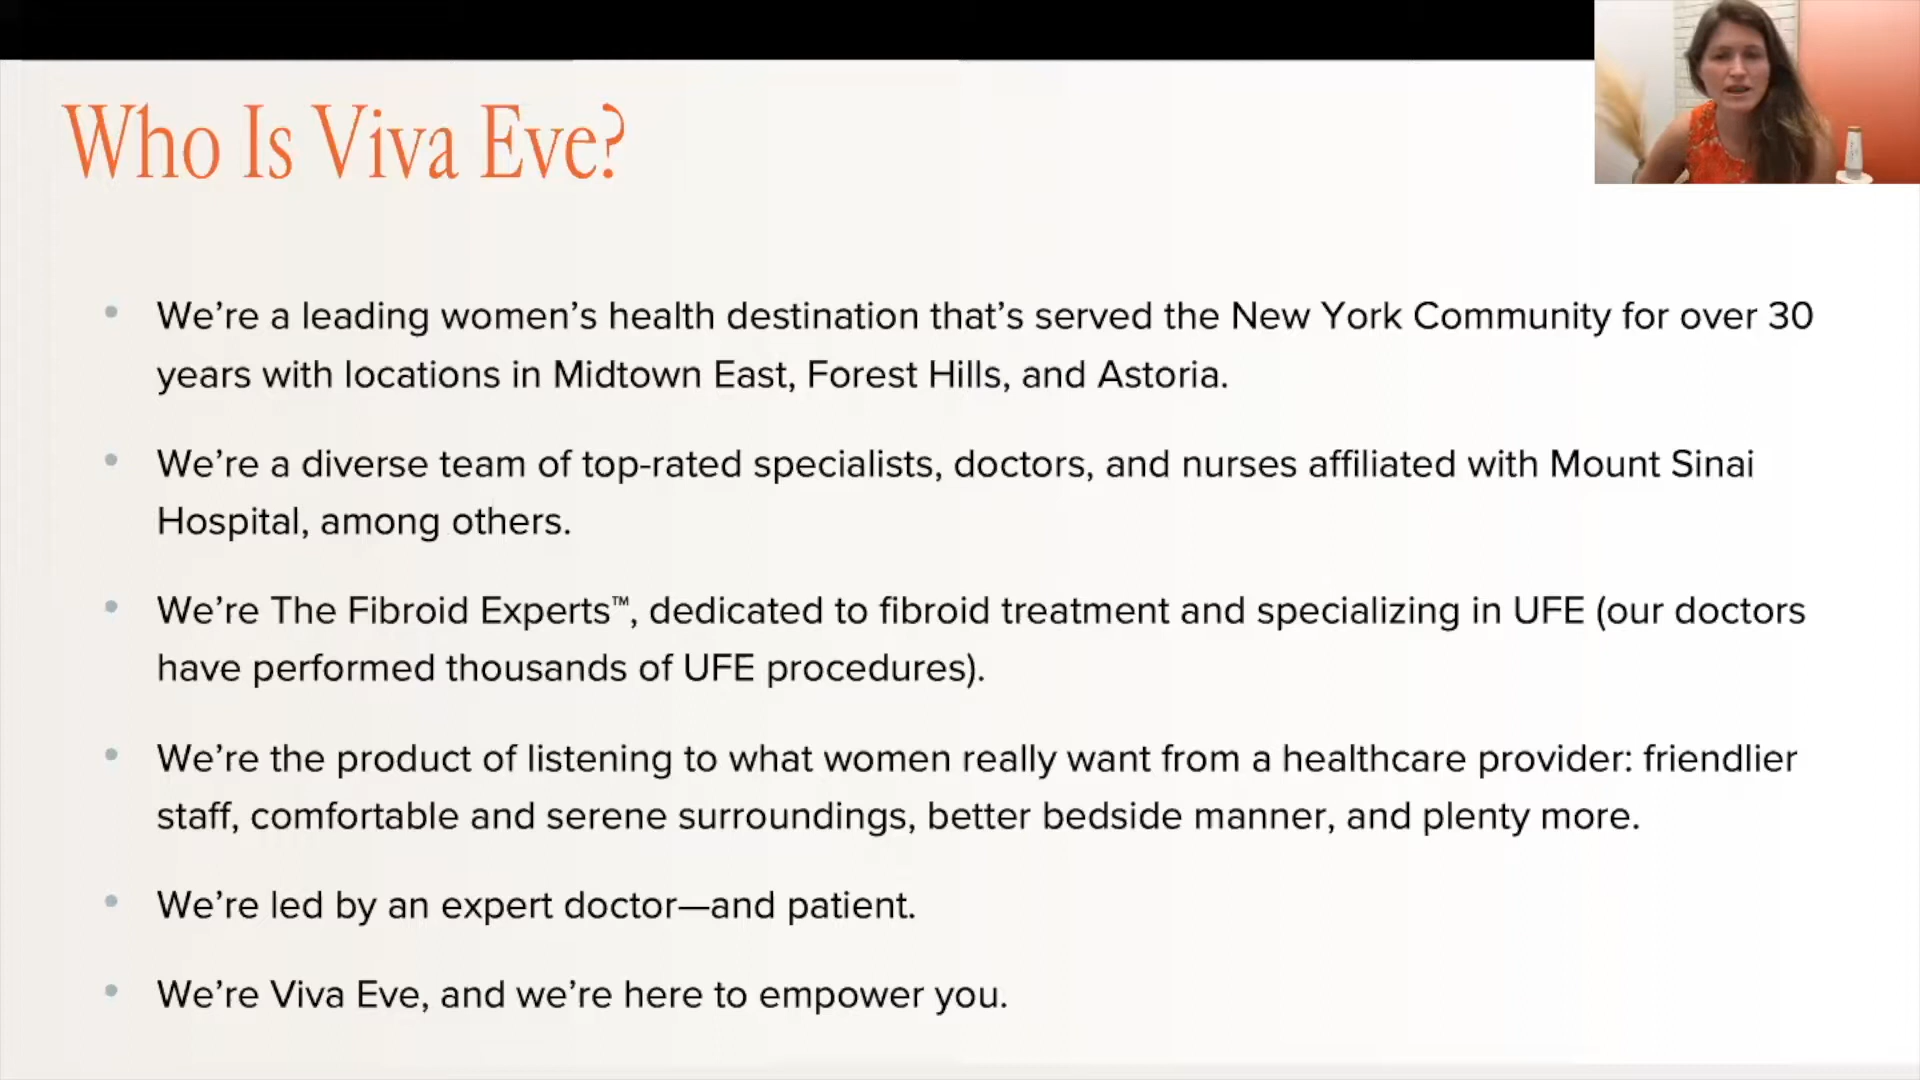 Who Is Viva Eve?
• We’re a leading women’s health destination that’s served the New York Community for over 30
years with locations in Midtown East, Forest Hills, and Astoria.
• We’re a diverse team of top-rated specialists, doctors, and nurses affiliated with Mount Sinai
Hospital, among others.
• We’re The Fibroid Experts™, dedicated to fibroid treatment and specializing in UFE (our doctors
have performed thousands of UFE procedures).
• We’re the product of listening to what women really want from a healthcare provider: friendlier
staff, comfortable and serene surroundings, better bedside manner, and plenty more.
• We’re led by an expert doctor—and patient.
• We’re Viva Eve, and we’re here to empower you.